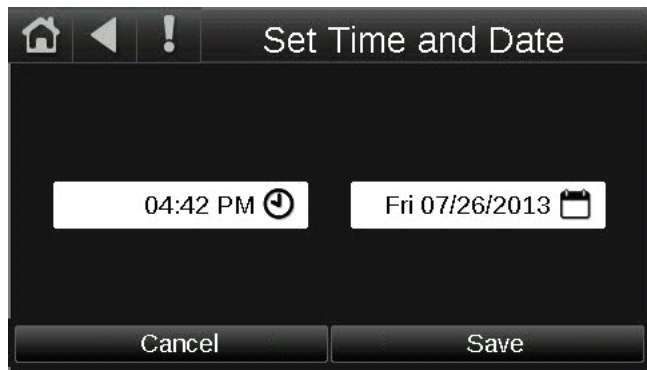 Set Time and Date
04:42 PM
Fri 07/26/2013
Cancel
Save